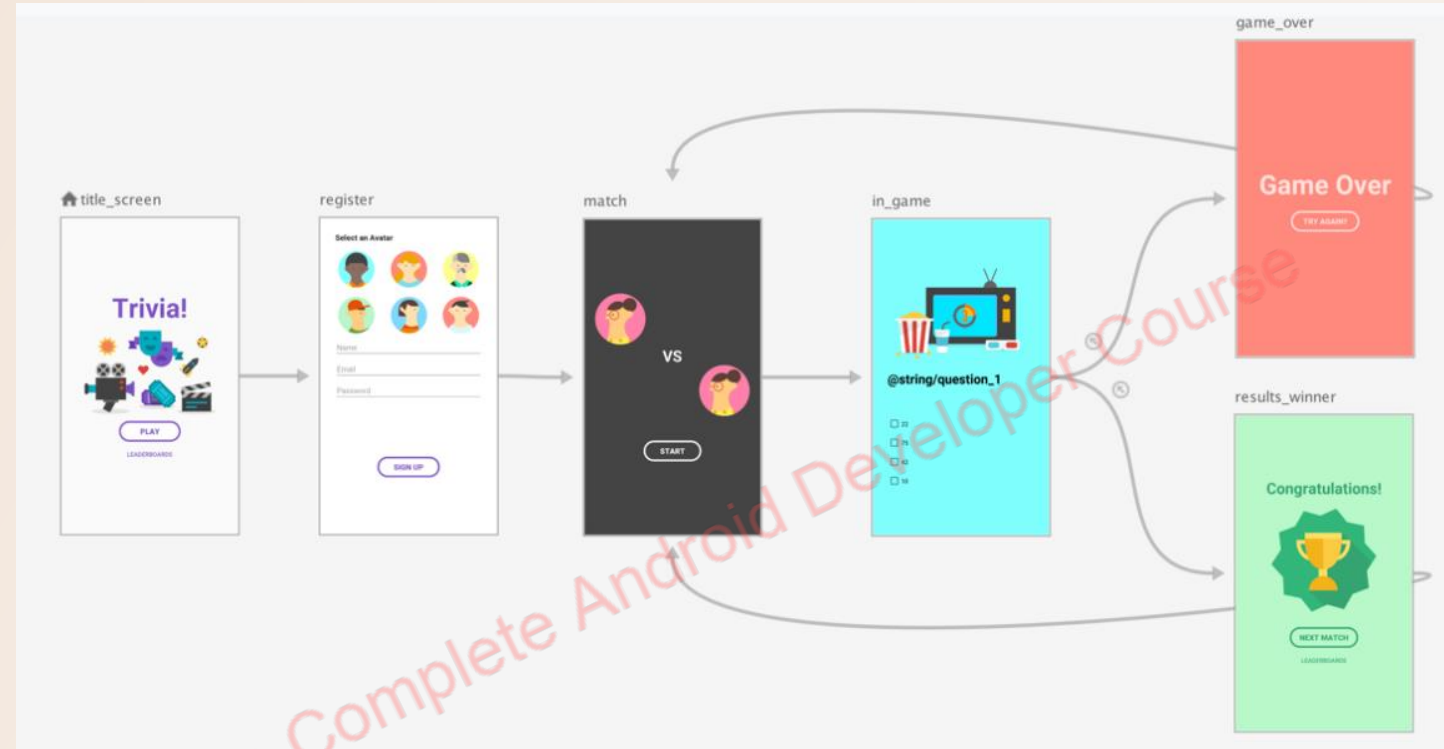 game_over
title_screen
register
match
in_game
Select an Avatar
Trivia!
Name
Email
Password
PLAY
LEADERBOARDS
SIGN UP
VS
START
@string/question_1
Game Over
TRY AGAIN?
results_winner
Congratulations!
NEXT MATCH
LEADERBOARDS
Complete Android Developer Course